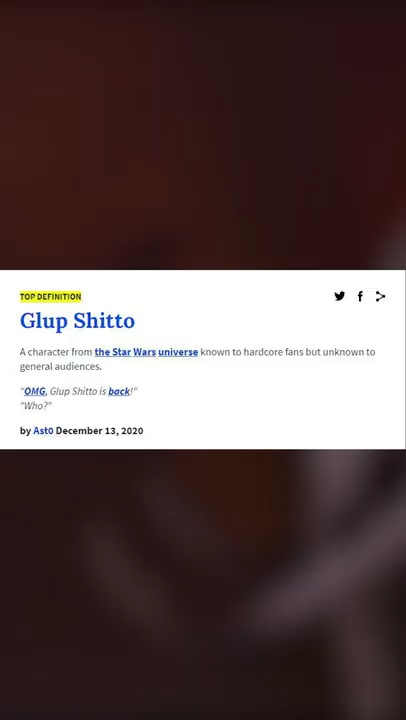 TOP DEFINITION
Glup Shitto
A character from the Star Wars universe known to hardcore fans but unknown to
general audiences.
"OMG, Glup Shitto is back!"
"Who?"
by Ast0 December 13, 2020